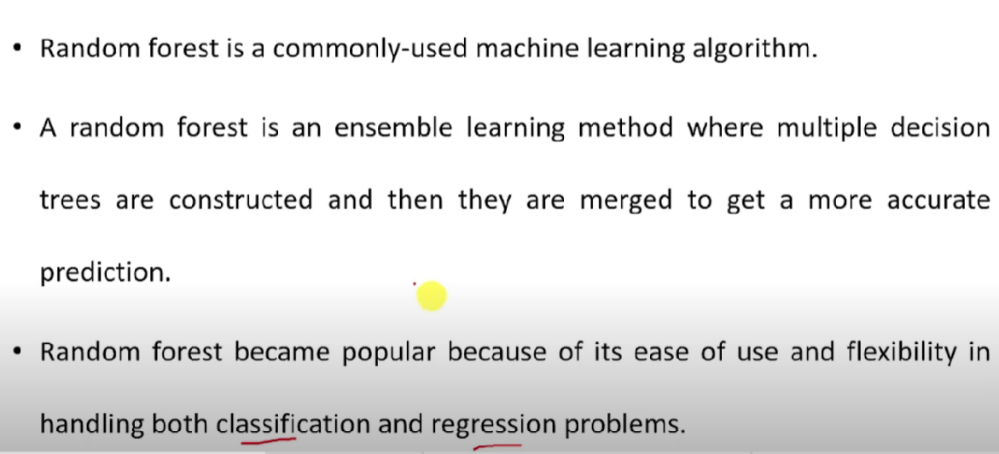 • Random forest is a commonly-used machine learning algorithm.
• A random forest is an ensemble learning method where multiple decision
trees are constructed and then they are merged to get a more accurate
prediction.
• Random forest became popular because of its ease of use and flexibility in
handling both classification and regression problems.